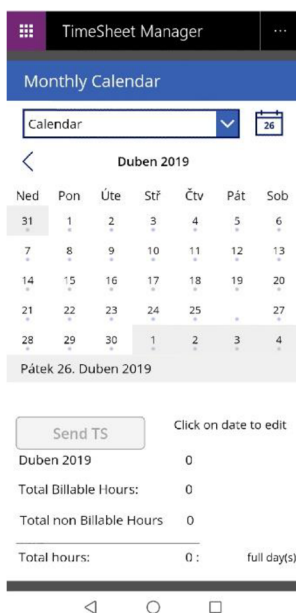 TimeSheet Manager ...
Monthly Calendar
Calendar 26
Duben 2019
Ned Pon Úte Stř Čtv Pát Sob
31 1 2 3 4 5 6
7 8 9 10 11 12 13
14 15 16 17 18 19 20
21 22 23 24 25 27
28 29 30 1 2 3 4
Pátek 26. Duben 2019
Send TS Click on date to edit
Duben 2019 0
Total Billable Hours: 0
Total non Billable Hours 0
Total hours: 0 : full day(s)